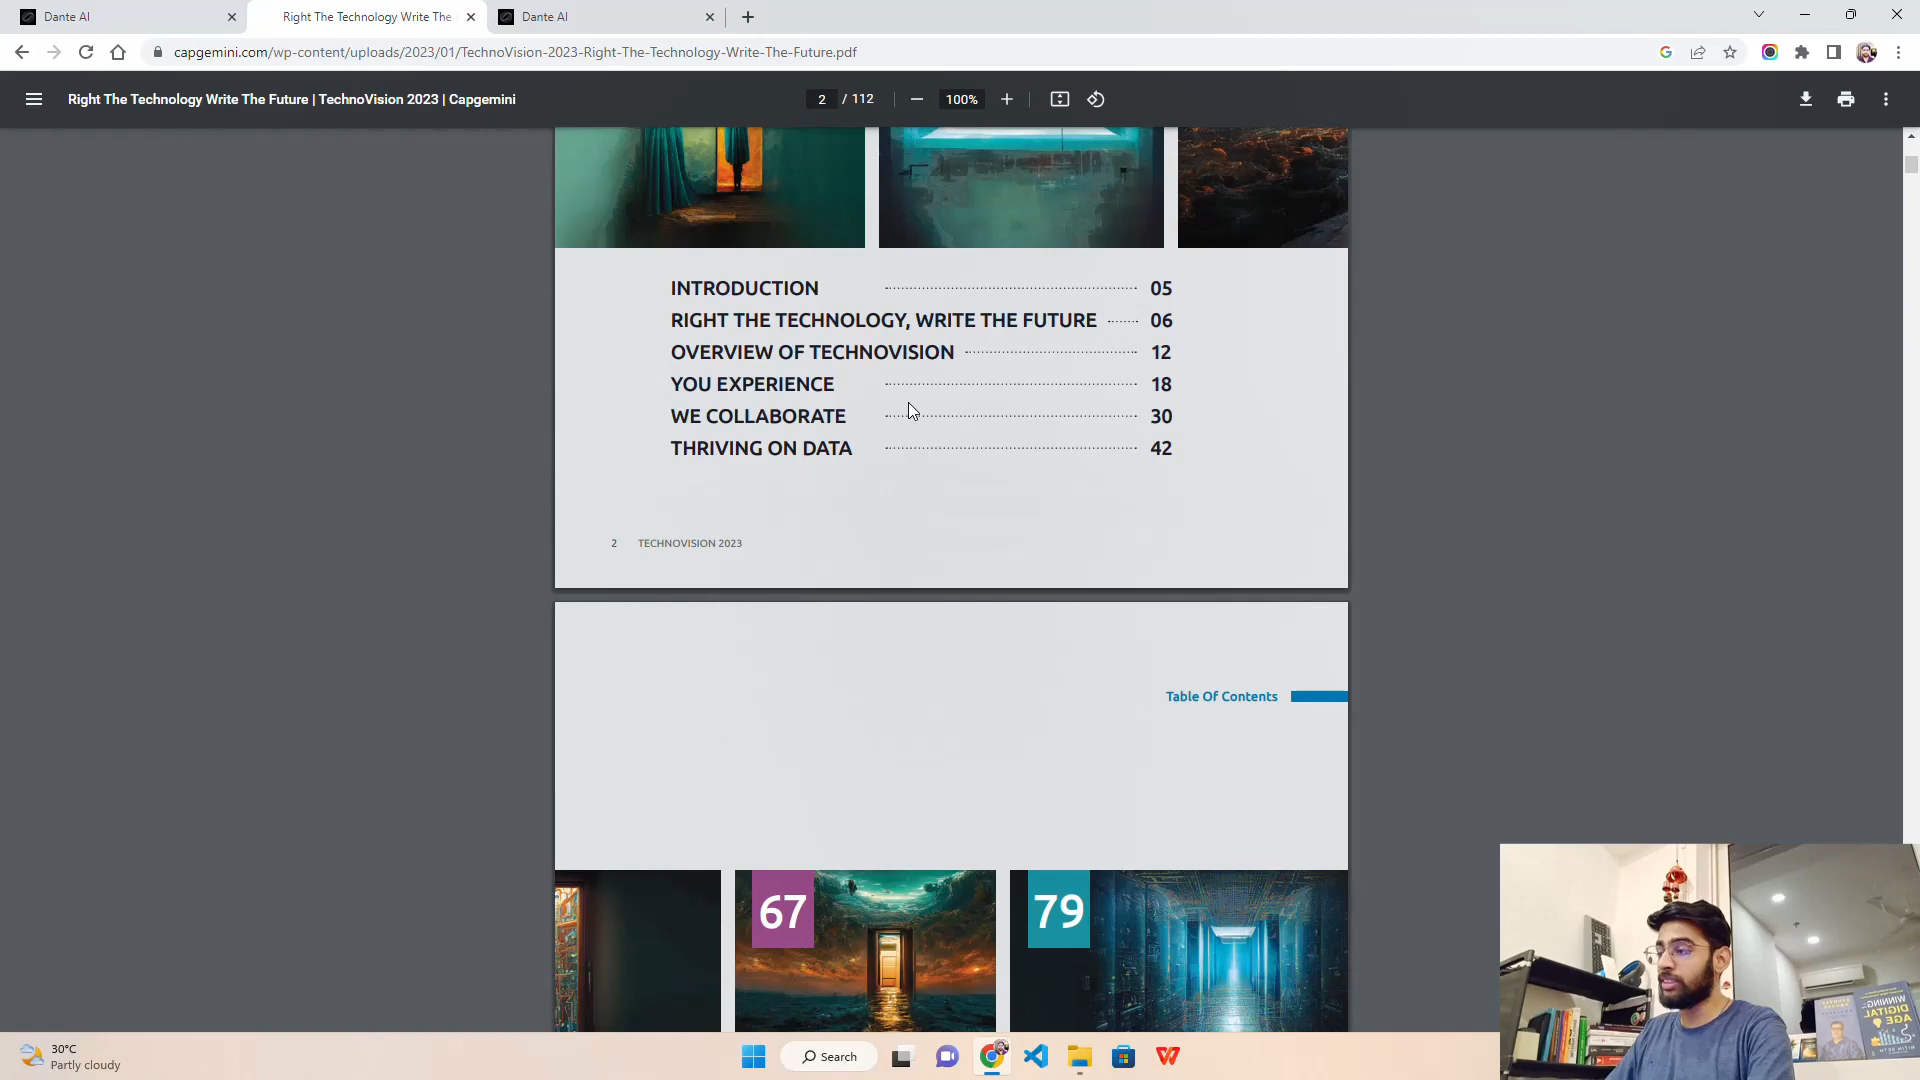 Dante AI
Right The Technology Write The
Dante AI
capgemini.com/wp-content/uploads/2023/01/TechnoVision-2023-Right-The-Technology-Write-The-Future.pdf
Right The Technology Write The Future | TechnoVision 2023 | Capgemini
2 / 112
100%
INTRODUCTION 05
RIGHT THE TECHNOLOGY, WRITE THE FUTURE 06
OVERVIEW OF TECHNOVISION 12
YOU EXPERIENCE 18
WE COLLABORATE 30
THRIVING ON DATA 42
2 TECHNOVISION 2023
Table Of Contents
67
79
WINNING
DIGITAL
AGE
30°C
Partly cloudy
Search